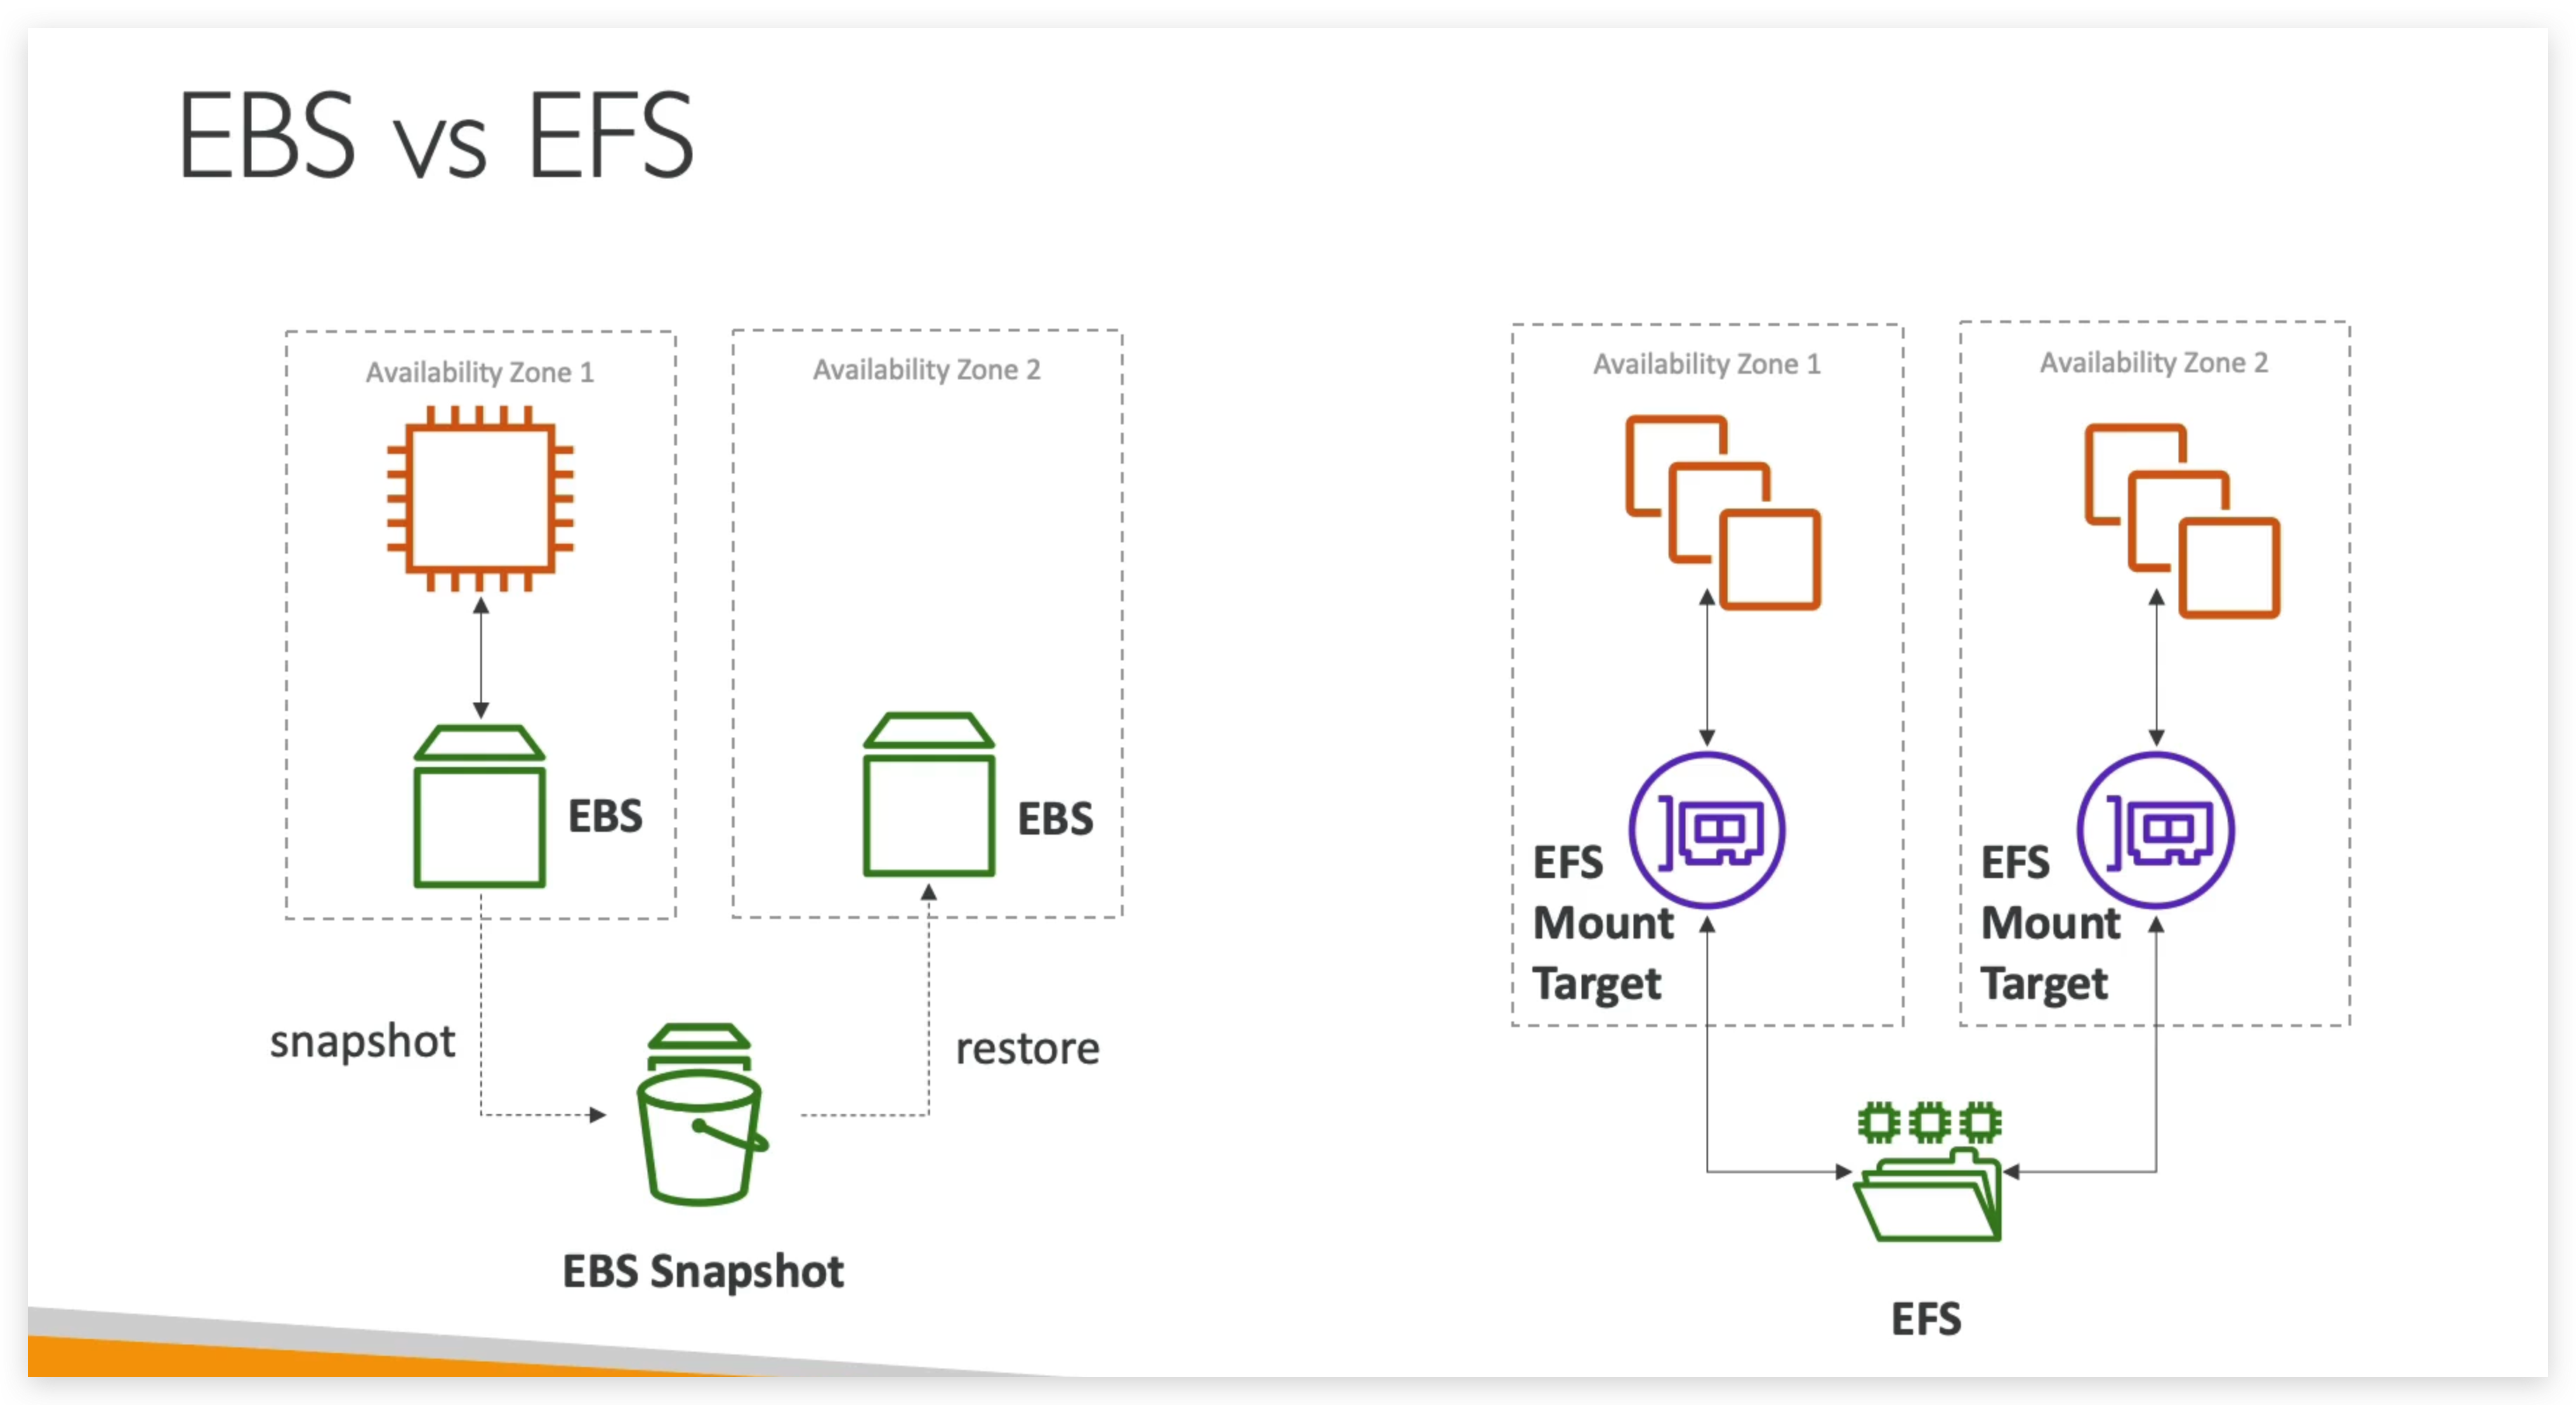 EBS vs EFS
Availability Zone 1
Availability Zone 2
EBS
EBS
snapshot
restore
EBS Snapshot
Availability Zone 1
Availability Zone 2
EFS
Mount
Target
EFS
Mount
Target
EFS